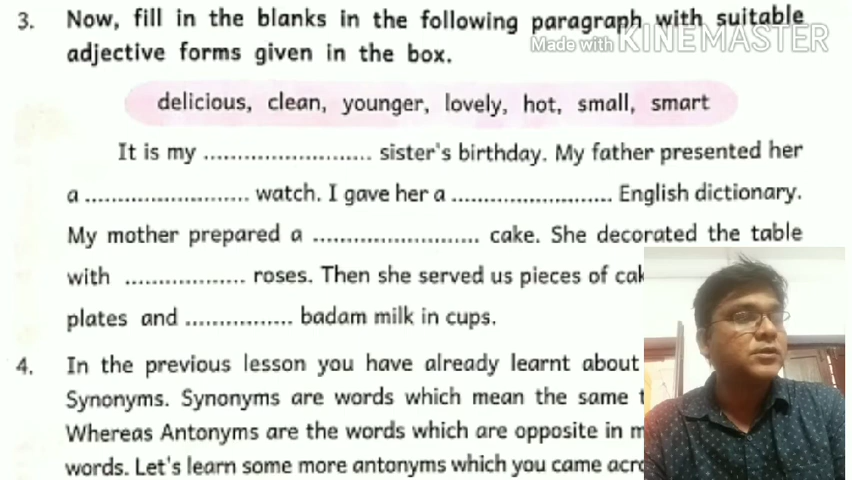 3. Now, fill in the blanks in the following paragraph with suitable
Made with KINEMASTER
adjective forms given in the box.
delicious, clean, younger, lovely, hot, small, smart
It is my ............................ sister's birthday. My father presented her
a ........................... watch. I gave her a .......................... English dictionary.
My mother prepared a ........................... cake. She decorated the table
with .................... roses. Then she served us pieces of
plates and .................. badam milk in cups.
4. In the previous lesson you have already learnt about
Synonyms. Synonyms are words which mean the same
Whereas Antonyms are the words which are opposite in
words. Let's learn some more antonyms which you came